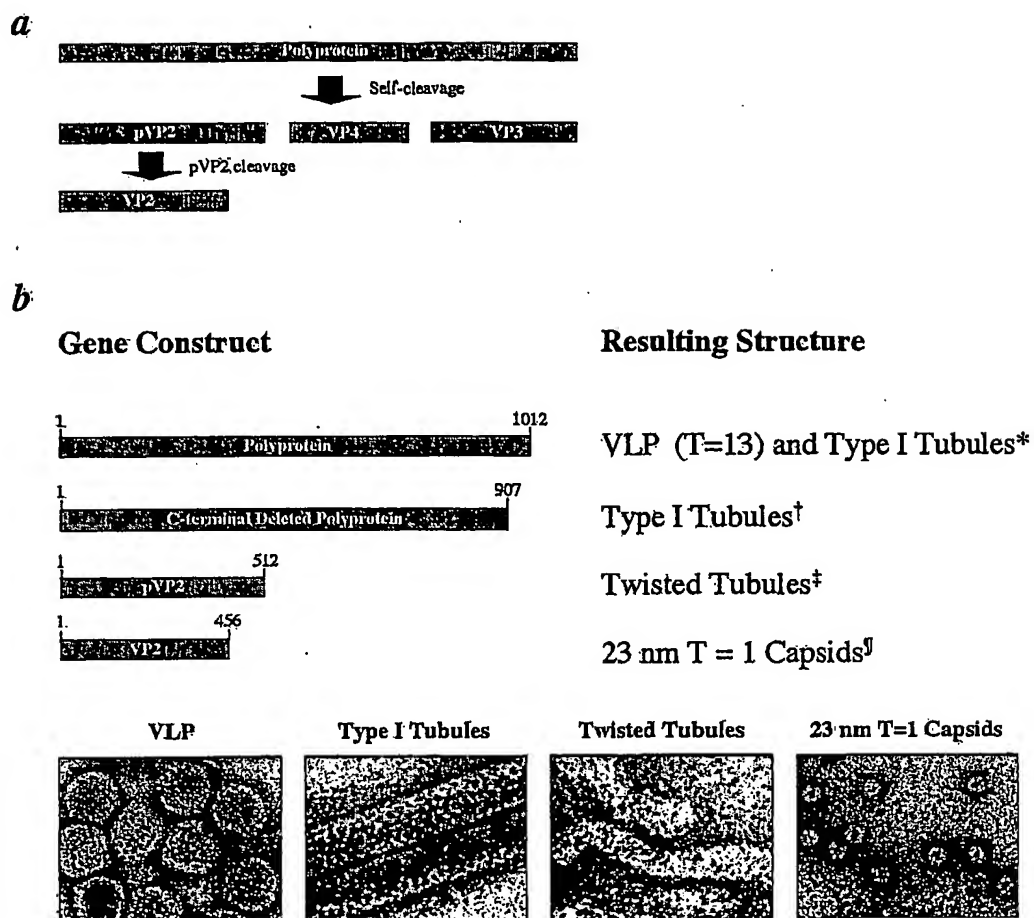 a
Polyprotein
Self-cleavage
pVP2 VP4 VP3
pVP2 cleavage
VP2
b
Gene Construct Resulting Structure
1 1012
Polyprotein
VLP (T=13) and Type I Tubules*
1 907
C-terminal Deleted Polyprotein
Type I Tubules†
1 512
pVP2
Twisted Tubules‡
1 456
VP2
23 nm T = 1 Capsids¶
VLP Type I Tubules Twisted Tubules 23 nm T=1 Capsids